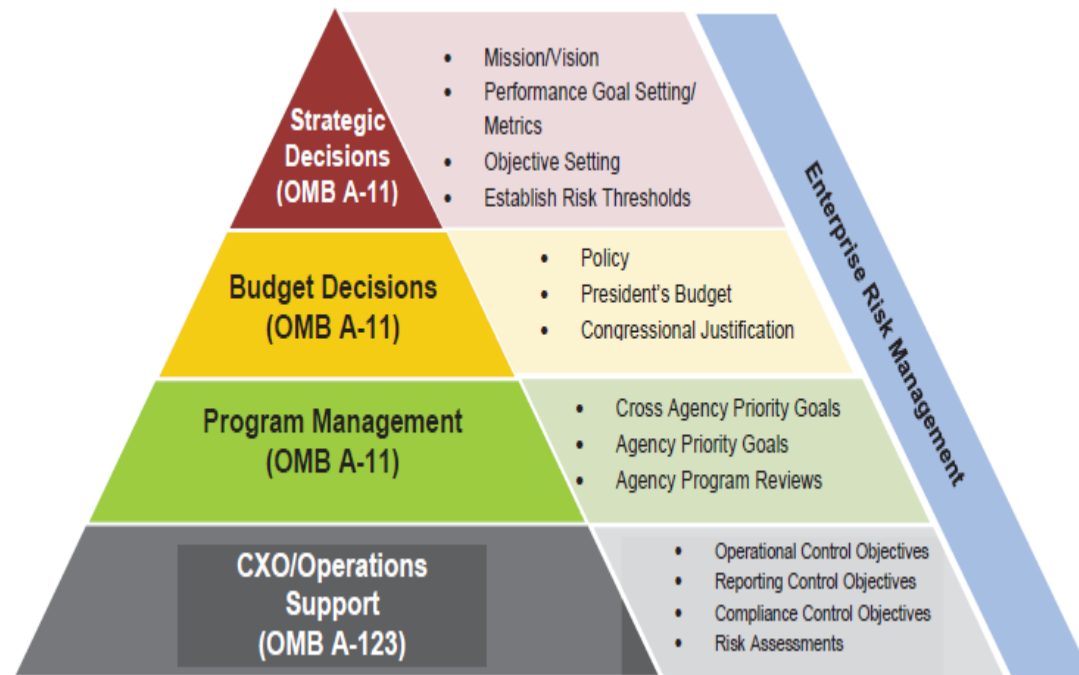 Strategic
Decisions
(OMB A-11)
• Mission/Vision
• Performance Goal Setting/
Metrics
• Objective Setting
• Establish Risk Thresholds
Budget Decisions
(OMB A-11)
• Policy
• President's Budget
• Congressional Justification
Program Management
(OMB A-11)
• Cross Agency Priority Goals
• Agency Priority Goals
• Agency Program Reviews
CXO/Operations
Support
(OMB A-123)
• Operational Control Objectives
• Reporting Control Objectives
• Compliance Control Objectives
• Risk Assessments
Enterprise Risk Management